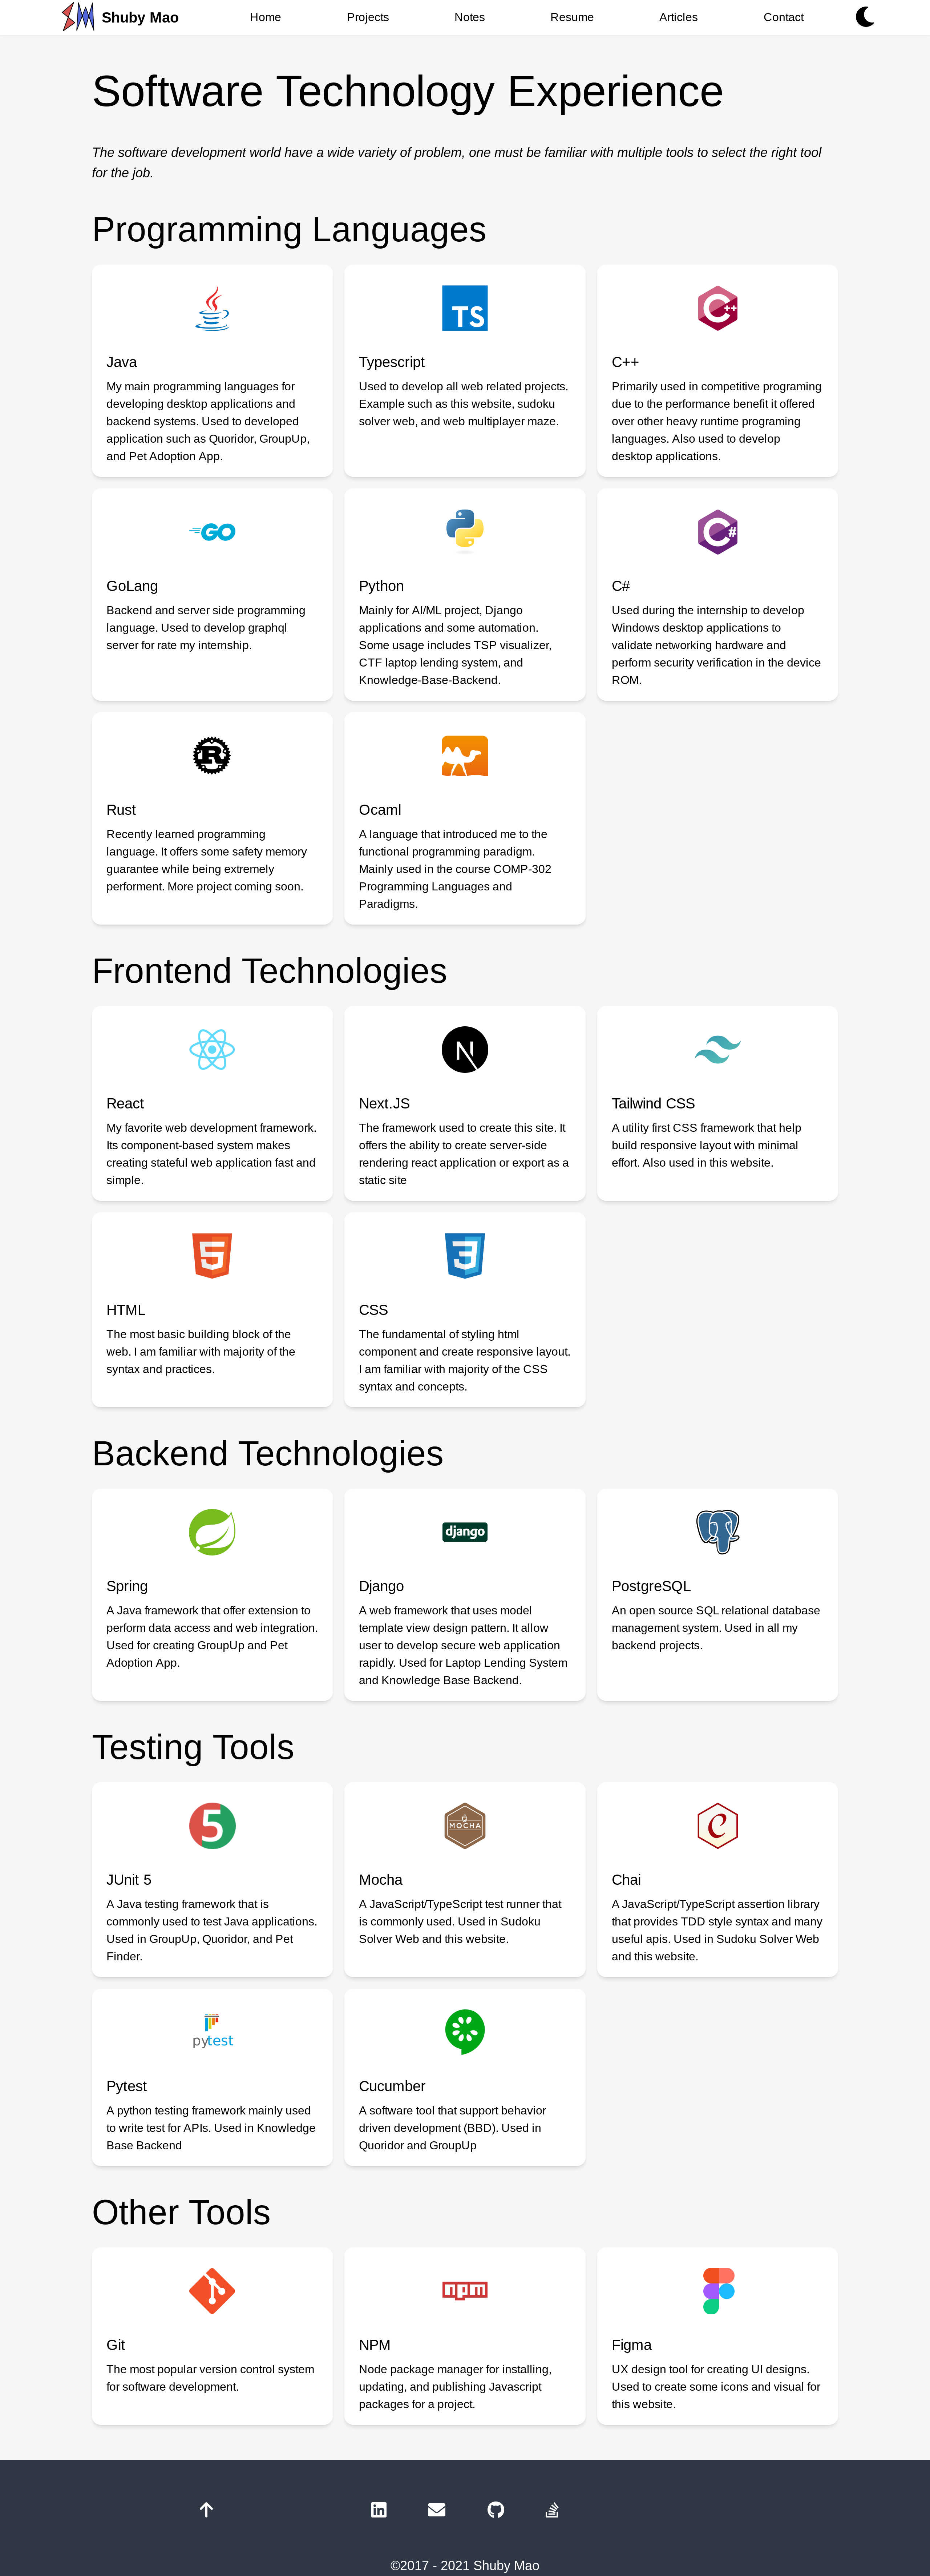 Shuby Mao
Home
Projects
Notes
Resume
Articles
Contact
Software Technology Experience
The software development world have a wide variety of problem, one must be familiar with multiple tools to select the right tool
for the job.
Programming Languages
Java
My main programming languages for
developing desktop applications and
backend systems. Used to developed
application such as Quoridor, GroupUp,
and Pet Adoption App.
TS
Typescript
Used to develop all web related projects.
Example such as this website, sudoku
solver web, and web multiplayer maze.
C++
C++
Primarily used in competitive programing
due to the performance benefit it offered
over other heavy runtime programing
languages. Also used to develop
desktop applications.
GO
GoLang
Backend and server side programming
language. Used to develop graphql
server for rate my internship.
Python
Mainly for AI/ML project, Django
applications and some automation.
Some usage includes TSP visualizer,
CTF laptop lending system, and
Knowledge-Base-Backend.
C#
C#
Used during the internship to develop
Windows desktop applications to
validate networking hardware and
perform security verification in the device
ROM.
R
Rust
Recently learned programming
language. It offers some safety memory
guarantee while being extremely
performent. More project coming soon.
Ocaml
A language that introduced me to the
functional programming paradigm.
Mainly used in the course COMP-302
Programming Languages and
Paradigms.
Frontend Technologies
React
My favorite web development framework.
Its component-based system makes
creating stateful web application fast and
simple.
N
Next.JS
The framework used to create this site. It
offers the ability to create server-side
rendering react application or export as a
static site
Tailwind CSS
A utility first CSS framework that help
build responsive layout with minimal
effort. Also used in this website.
5
HTML
The most basic building block of the
web. I am familiar with majority of the
syntax and practices.
3
CSS
The fundamental of styling html
component and create responsive layout.
I am familiar with majority of the CSS
syntax and concepts.
Backend Technologies
Spring
A Java framework that offer extension to
perform data access and web integration.
Used for creating GroupUp and Pet
Adoption App.
django
Django
A web framework that uses model
template view design pattern. It allow
user to develop secure web application
rapidly. Used for Laptop Lending System
and Knowledge Base Backend.
PostgreSQL
An open source SQL relational database
management system. Used in all my
backend projects.
Testing Tools
5
JUnit 5
A Java testing framework that is
commonly used to test Java applications.
Used in GroupUp, Quoridor, and Pet
Finder.
MOCHA
Mocha
A JavaScript/TypeScript test runner that
is commonly used. Used in Sudoku
Solver Web and this website.
C
Chai
A JavaScript/TypeScript assertion library
that provides TDD style syntax and many
useful apis. Used in Sudoku Solver Web
and this website.
pytest
Pytest
A python testing framework mainly used
to write test for APIs. Used in Knowledge
Base Backend
Cucumber
A software tool that support behavior
driven development (BBD). Used in
Quoridor and GroupUp
Other Tools
Git
The most popular version control system
for software development.
npm
NPM
Node package manager for installing,
updating, and publishing Javascript
packages for a project.
Figma
UX design tool for creating UI designs.
Used to create some icons and visual for
this website.
in
©2017 - 2021 Shuby Mao